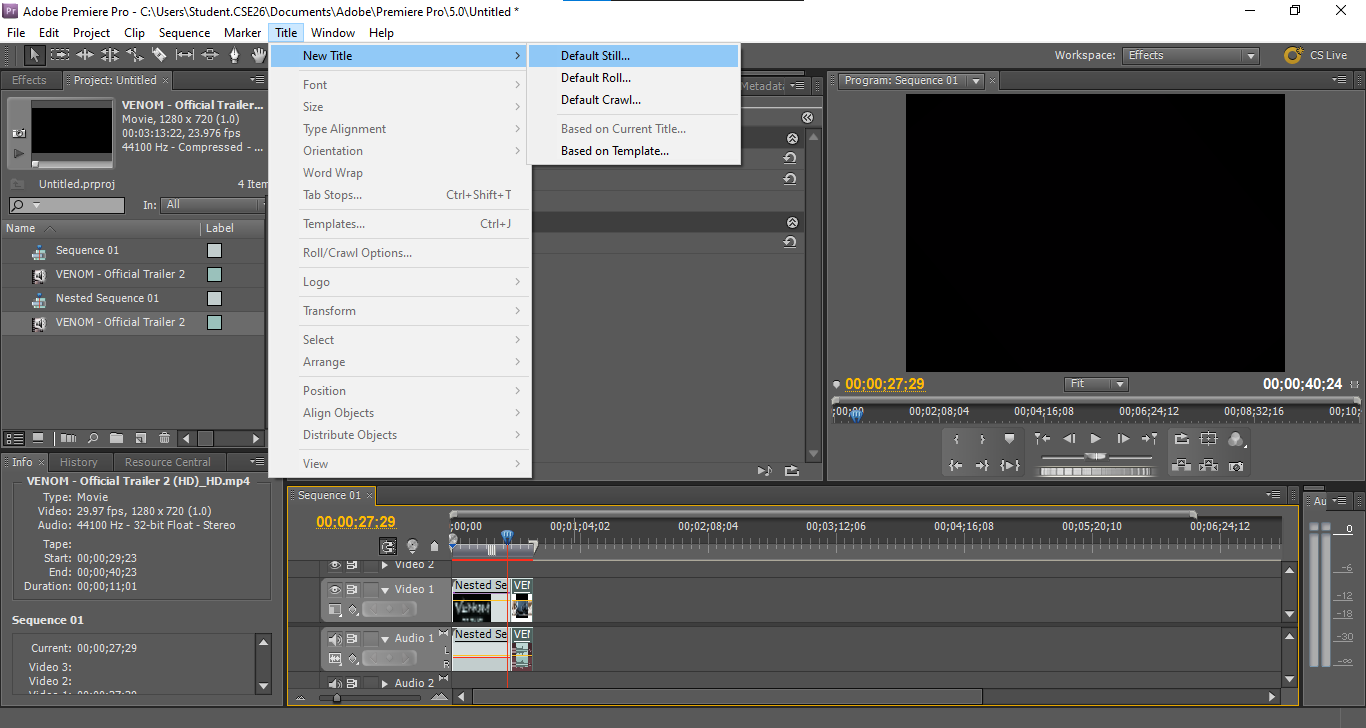 Pr Adobe Premiere Pro - C:\Users\Student.CSE26\Documents\Adobe\Premiere Pro\5.0\Untitled *
File Edit Project Clip Sequence Marker Title Window Help
Workspace: Effects CS Live
Effects Project: Untitled
VENOM - Official Trailer...
Movie, 1280 x 720 (1.0)
00:03:13:22, 23.976 fps
44100 Hz - Compressed - ...
Untitled.prproj 4 Item
In: All
Name Label
Sequence 01
VENOM - Official Trailer 2
Nested Sequence 01
VENOM - Official Trailer 2
New Title
Font
Size
Type Alignment
Orientation
Word Wrap
Tab Stops... Ctrl+Shift+T
Templates... Ctrl+J
Roll/Crawl Options...
Logo
Transform
Select
Arrange
Position
Align Objects
Distribute Objects
View
Default Still...
Default Roll...
Default Crawl...
Based on Current Title...
Based on Template...
Metadat
Program: Sequence 01
00;00;27;29 Fit 00;00;40;24
;00;00 00;02;08;04 00;04;16;08 00;06;24;12 00;08;32;16 00;10;
Info History Resource Central
VENOM - Official Trailer 2 (HD)_HD.mp4
Type: Movie
Video: 29.97 fps, 1280 x 720 (1.0)
Audio: 44100 Hz - 32-bit Float - Stereo
Tape:
Start: 00;00;29;23
End: 00;00;40;23
Duration: 00;00;11;01
Sequence 01
Current: 00;00;27;29
Video 3:
Video 2:
Video 1: 00;00;27;29
Sequence 01
00;00;27;29
;00;00 00;01;04;02 00;02;08;04 00;03;12;06 00;04;16;08 00;05;20;10 00;06;24;12
Video 2
Video 1
Nested Se VEN
VENOM
Audio 1
L
R
Nested Se VEN
Audio 2
Au
0
-6
-12
-18
-30
-∞